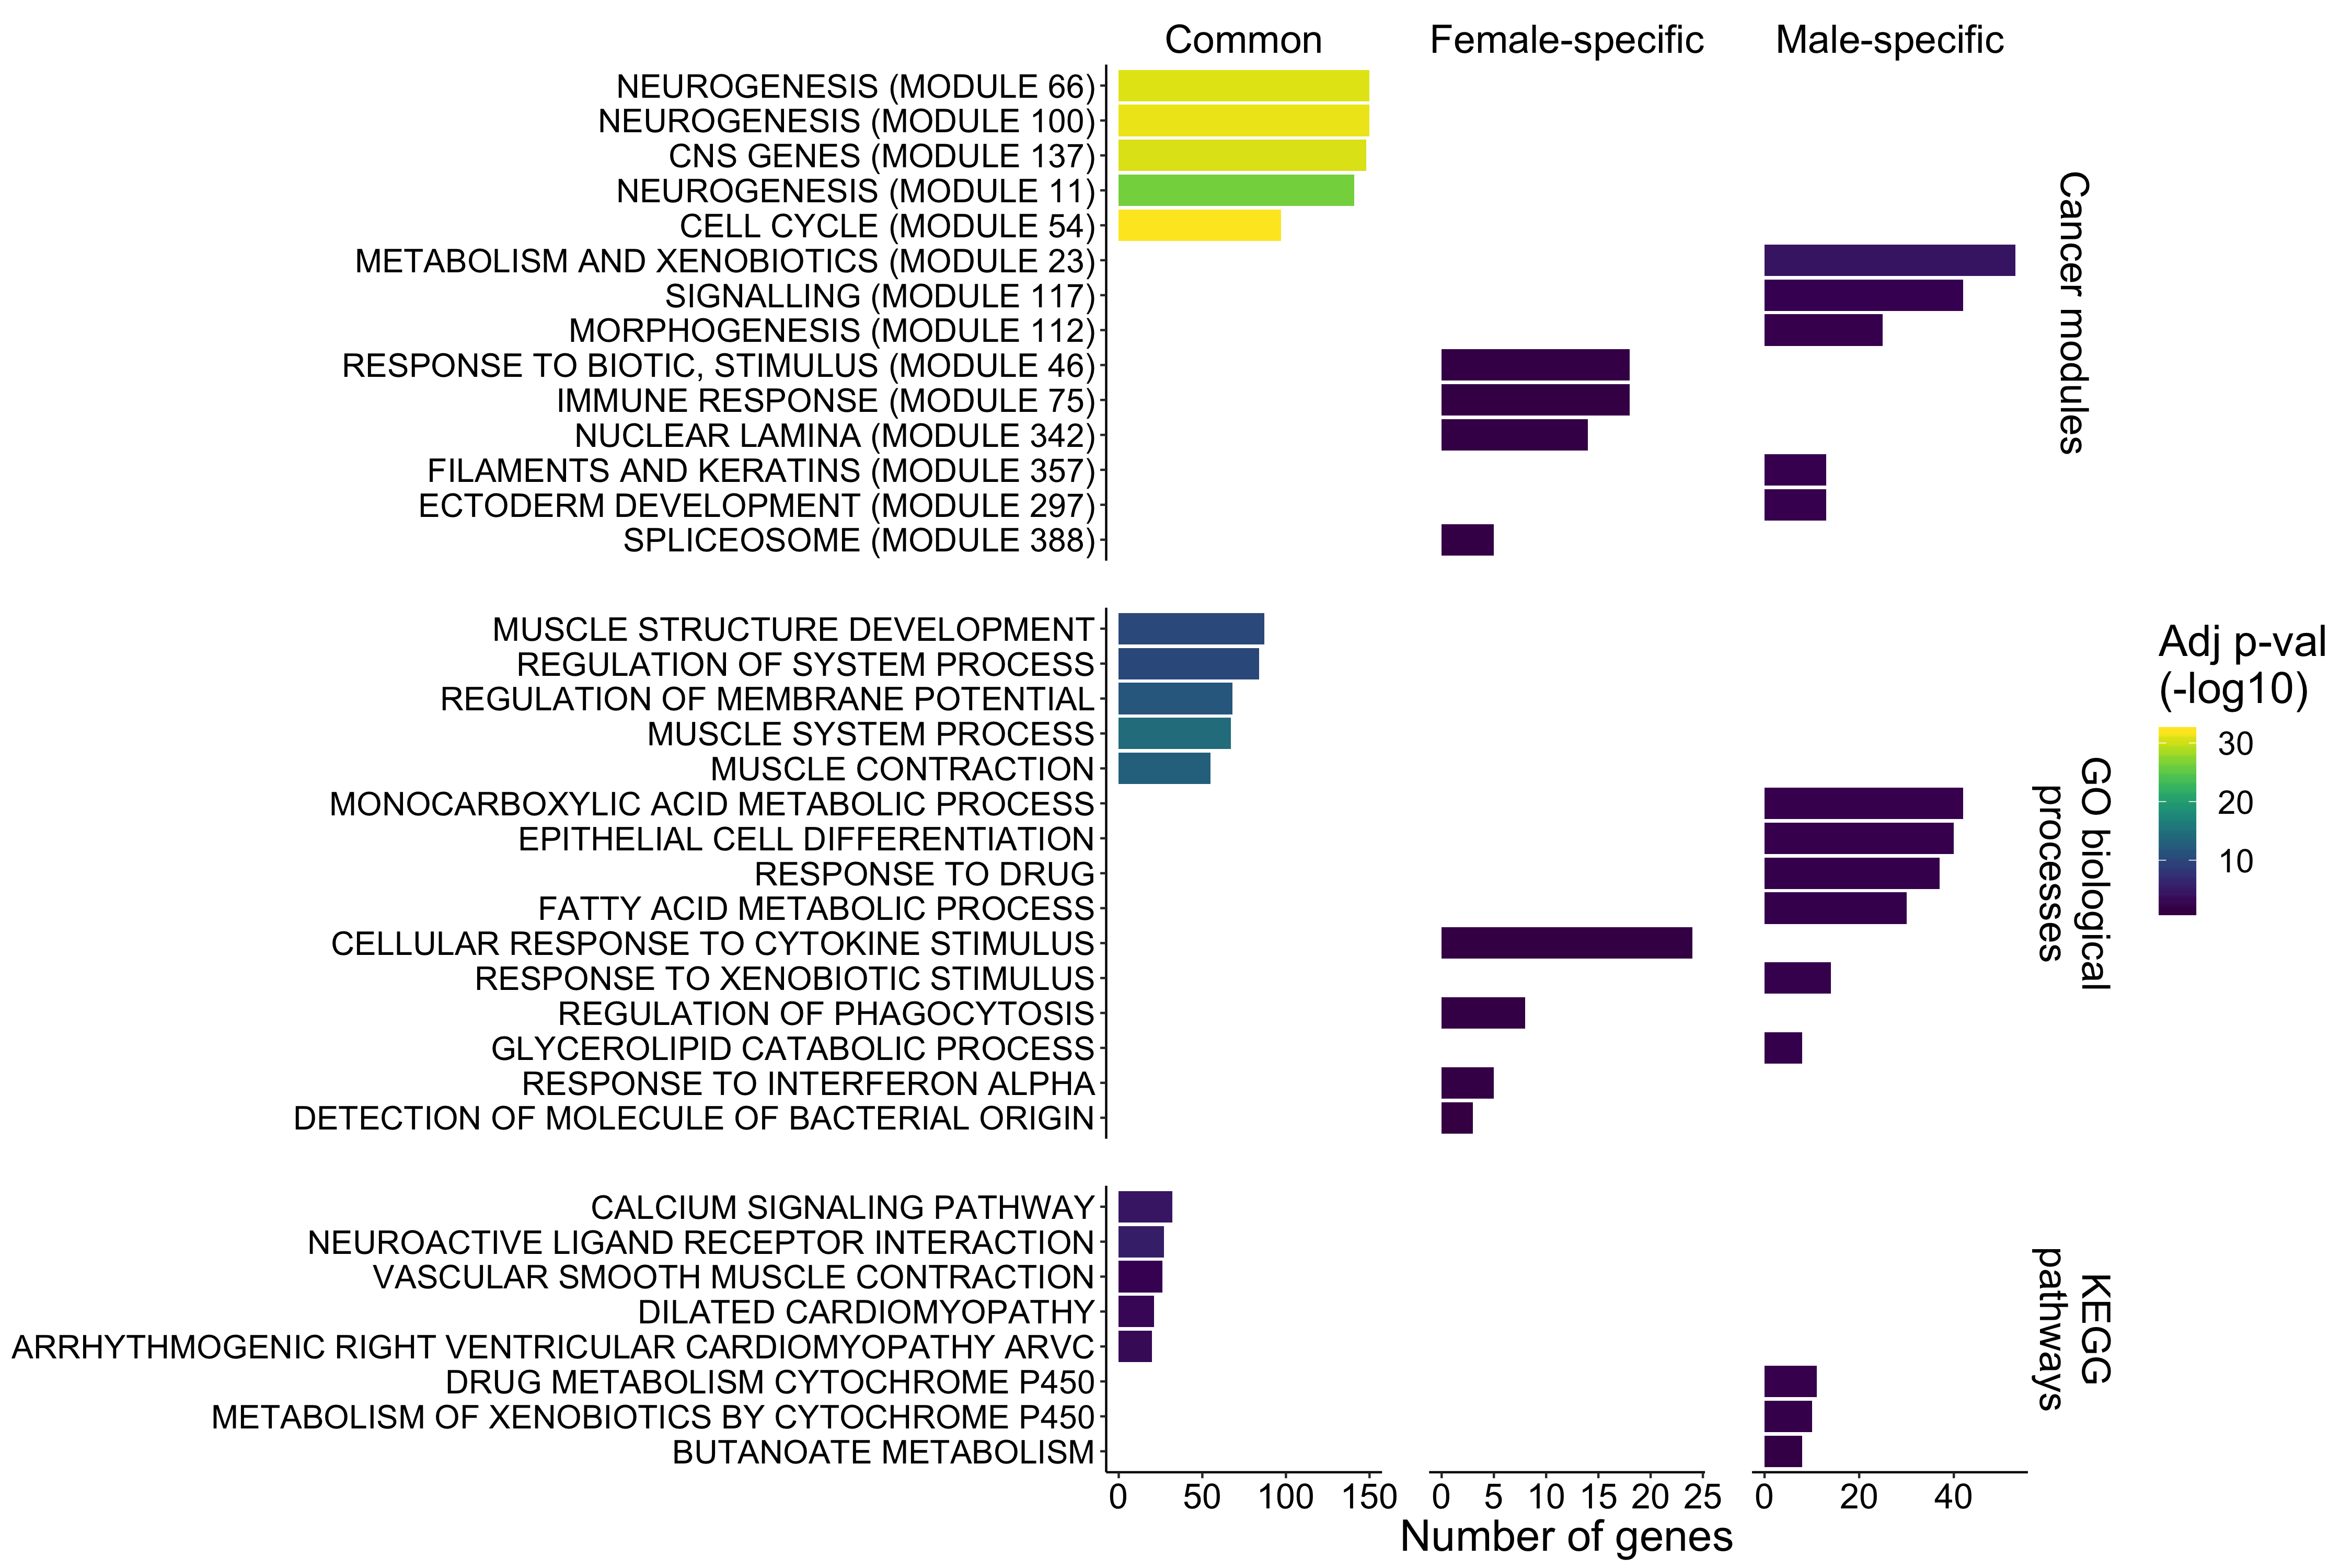 Common Female-specific Male-specific
NEUROGENESIS (MODULE 66)
NEUROGENESIS (MODULE 100)
CNS GENES (MODULE 137)
NEUROGENESIS (MODULE 11)
CELL CYCLE (MODULE 54)
METABOLISM AND XENOBIOTICS (MODULE 23)
SIGNALLING (MODULE 117)
MORPHOGENESIS (MODULE 112)
RESPONSE TO BIOTIC, STIMULUS (MODULE 46)
IMMUNE RESPONSE (MODULE 75)
NUCLEAR LAMINA (MODULE 342)
FILAMENTS AND KERATINS (MODULE 357)
ECTODERM DEVELOPMENT (MODULE 297)
SPLICEOSOME (MODULE 388)
Cancer modules
MUSCLE STRUCTURE DEVELOPMENT
REGULATION OF SYSTEM PROCESS
REGULATION OF MEMBRANE POTENTIAL
MUSCLE SYSTEM PROCESS
MUSCLE CONTRACTION
MONOCARBOXYLIC ACID METABOLIC PROCESS
EPITHELIAL CELL DIFFERENTIATION
RESPONSE TO DRUG
FATTY ACID METABOLIC PROCESS
CELLULAR RESPONSE TO CYTOKINE STIMULUS
RESPONSE TO XENOBIOTIC STIMULUS
REGULATION OF PHAGOCYTOSIS
GLYCEROLIPID CATABOLIC PROCESS
RESPONSE TO INTERFERON ALPHA
DETECTION OF MOLECULE OF BACTERIAL ORIGIN
GO biological
processes
CALCIUM SIGNALING PATHWAY
NEUROACTIVE LIGAND RECEPTOR INTERACTION
VASCULAR SMOOTH MUSCLE CONTRACTION
DILATED CARDIOMYOPATHY
ARRHYTHMOGENIC RIGHT VENTRICULAR CARDIOMYOPATHY ARVC
DRUG METABOLISM CYTOCHROME P450
METABOLISM OF XENOBIOTICS BY CYTOCHROME P450
BUTANOATE METABOLISM
KEGG
pathways
0 50 100 150 0 5 10 15 20 25 0 20 40
Number of genes
Adj p-val
(-log10)
30
20
10